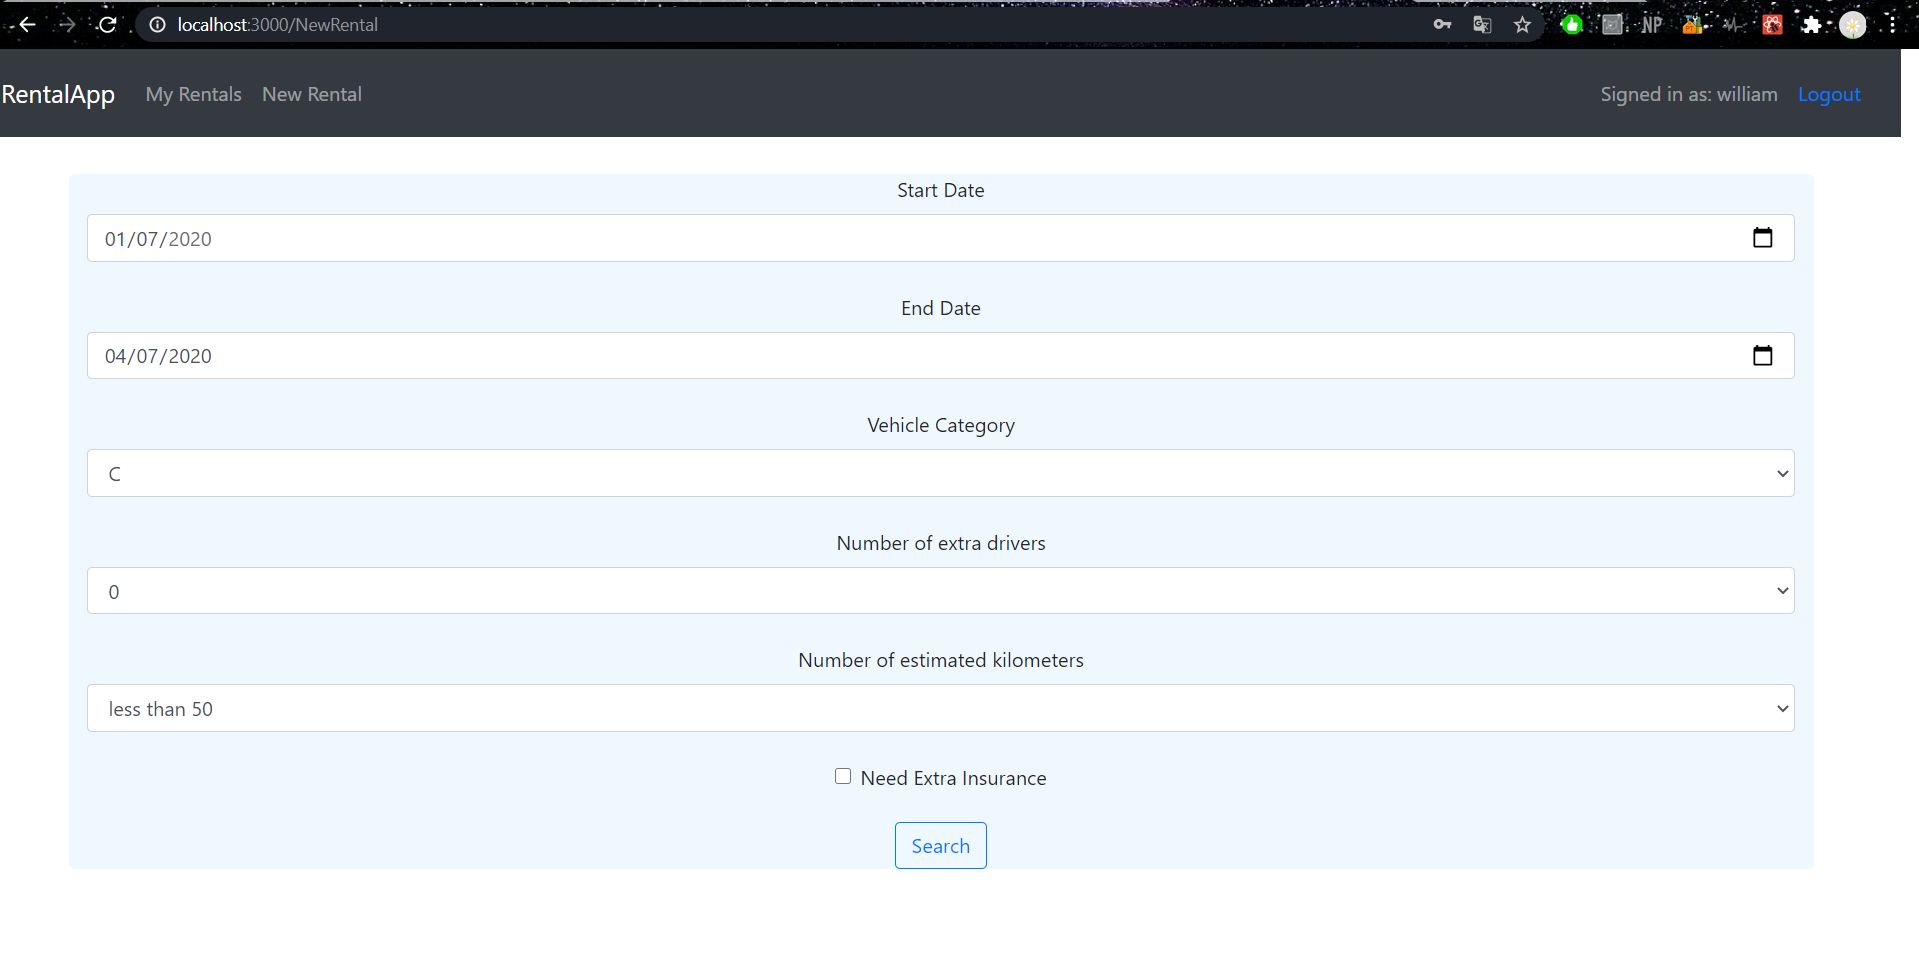 localhost:3000/NewRental
NP
RentalApp My Rentals New Rental Signed in as: william Logout
Start Date
01/07/2020
End Date
04/07/2020
Vehicle Category
C
Number of extra drivers
0
Number of estimated kilometers
less than 50
Need Extra Insurance
Search